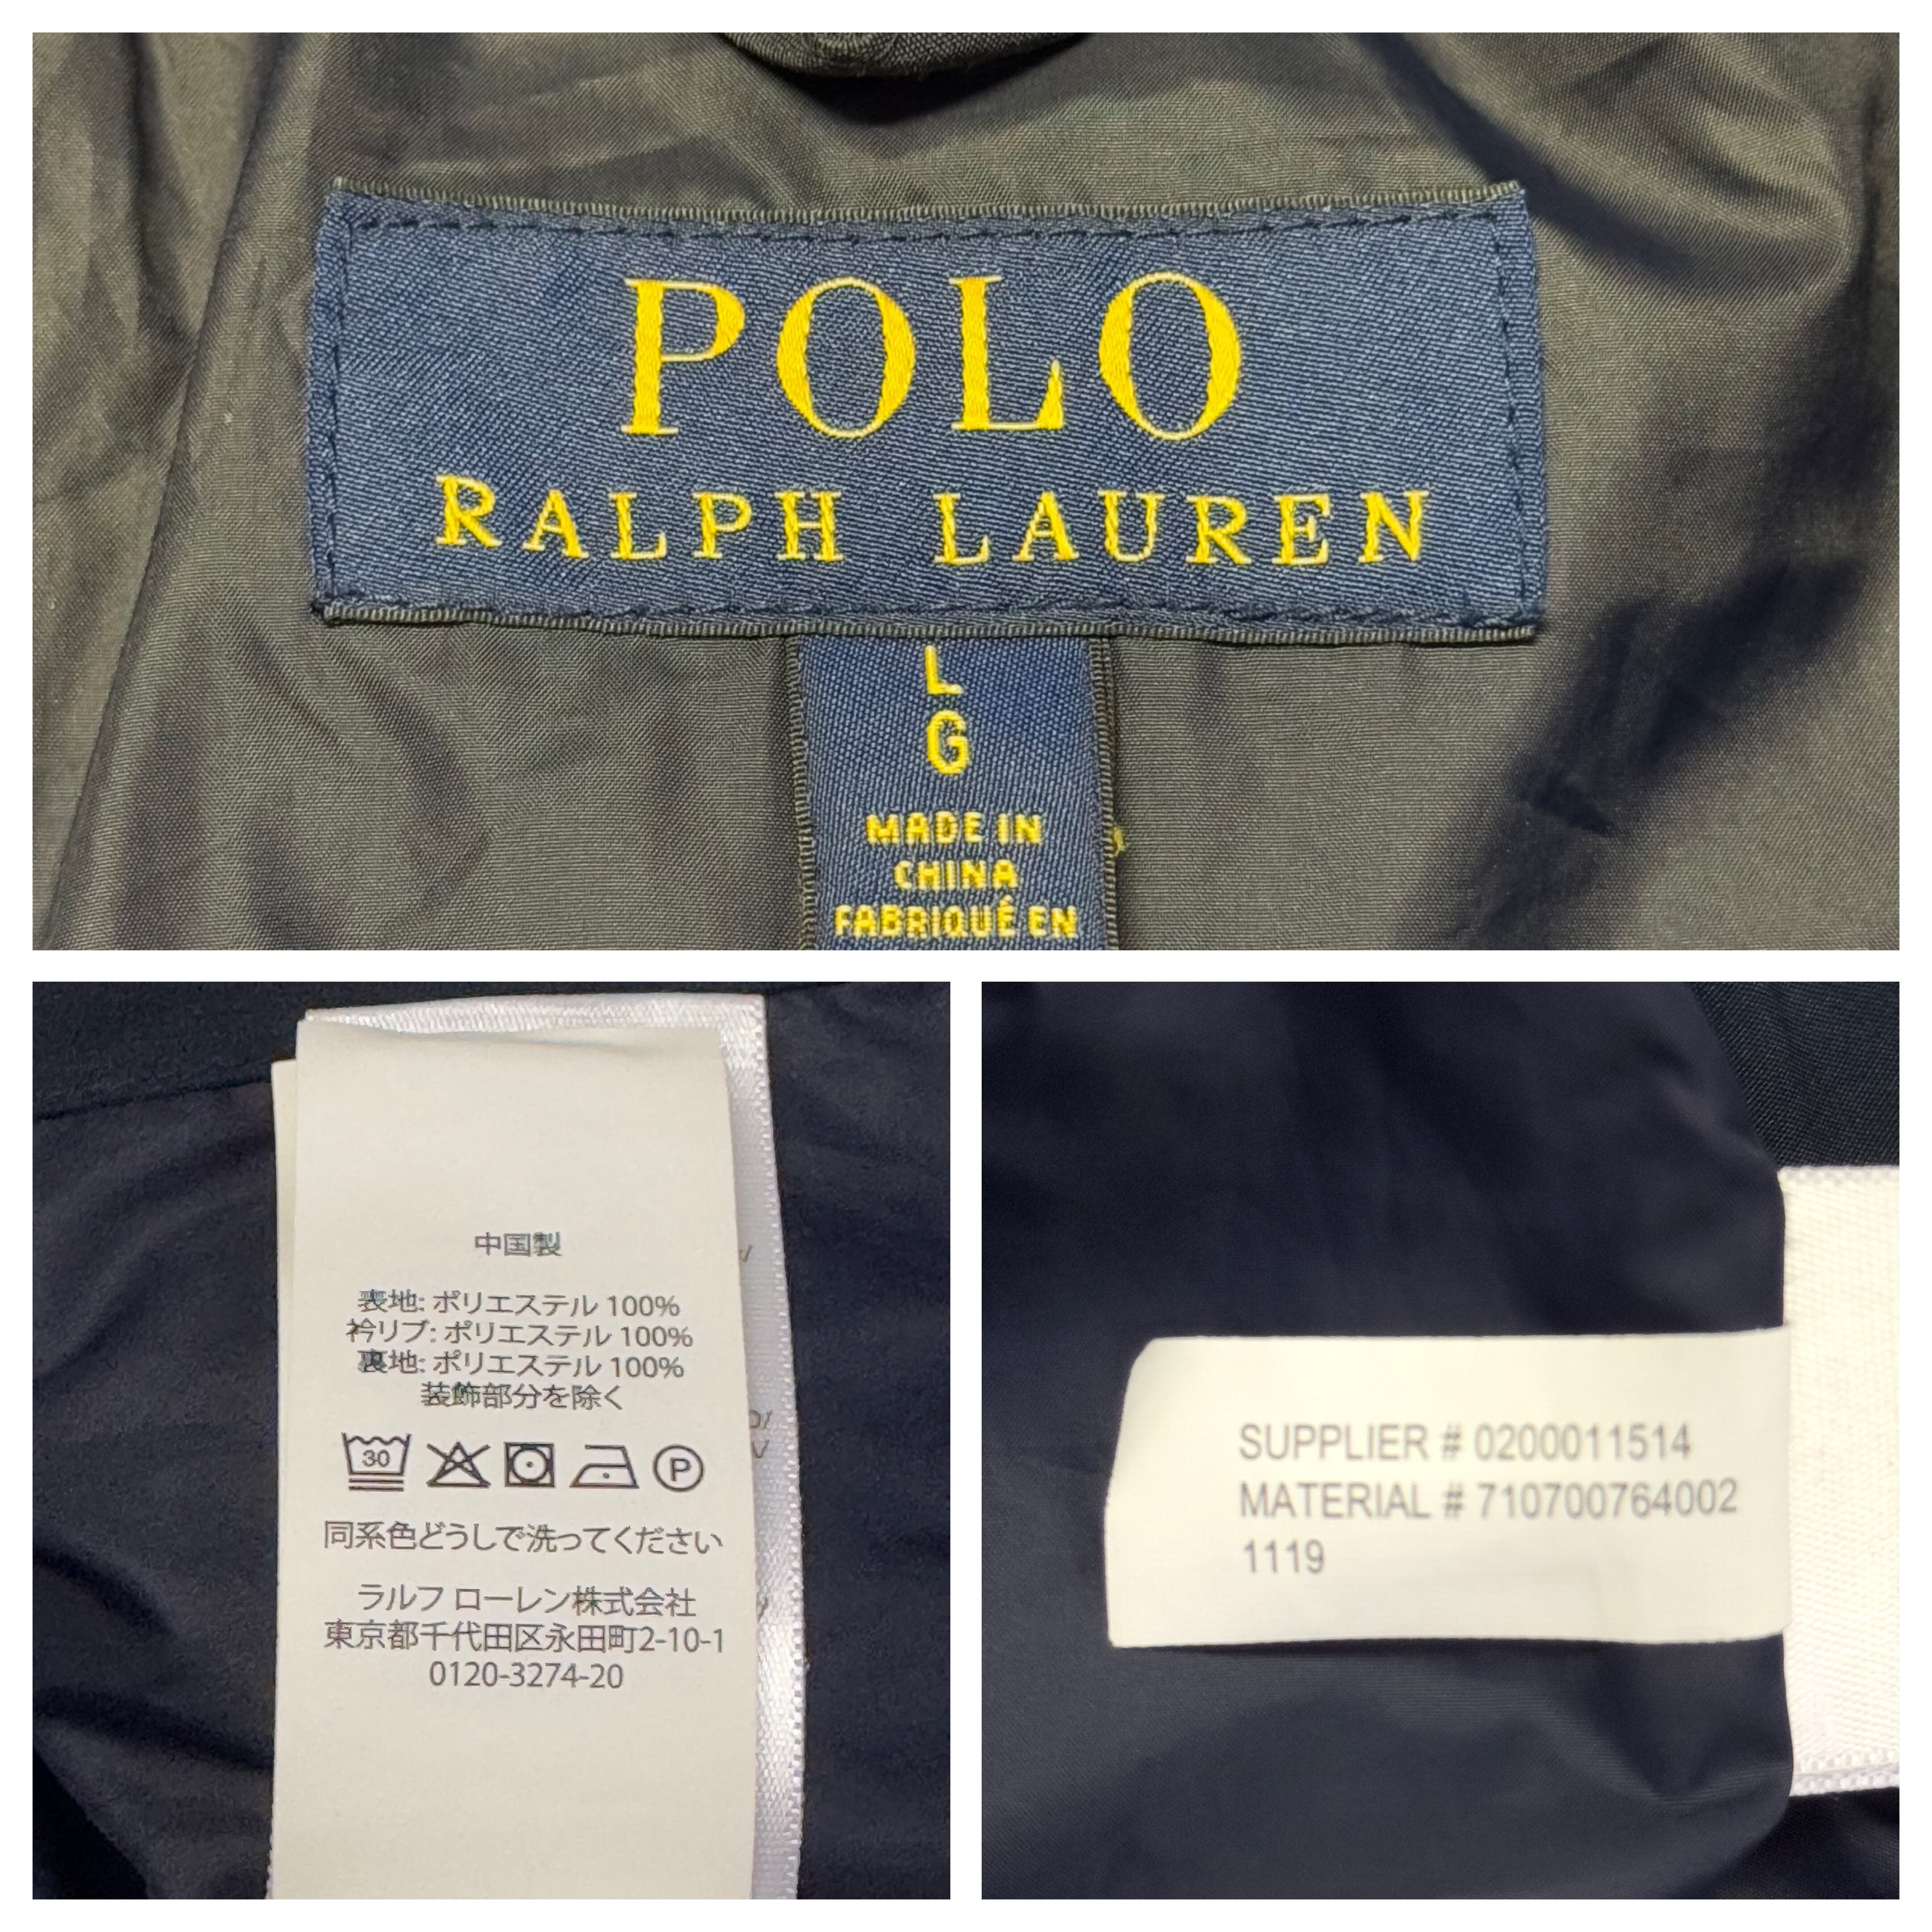 POLO
RALPH LAUREN
L
G
MADE IN
CHINA
FABRIQUÉ EN
中国製
表地: ポリエステル 100%
衿リブ: ポリエステル 100%
裏地: ポリエステル 100%
装飾部分を除く
30
P
同系色どうしで洗ってください
ラルフ ローレン株式会社
東京都千代田区永田町2-10-1
0120-3274-20
SUPPLIER # 0200011514
MATERIAL # 710700764002
1119